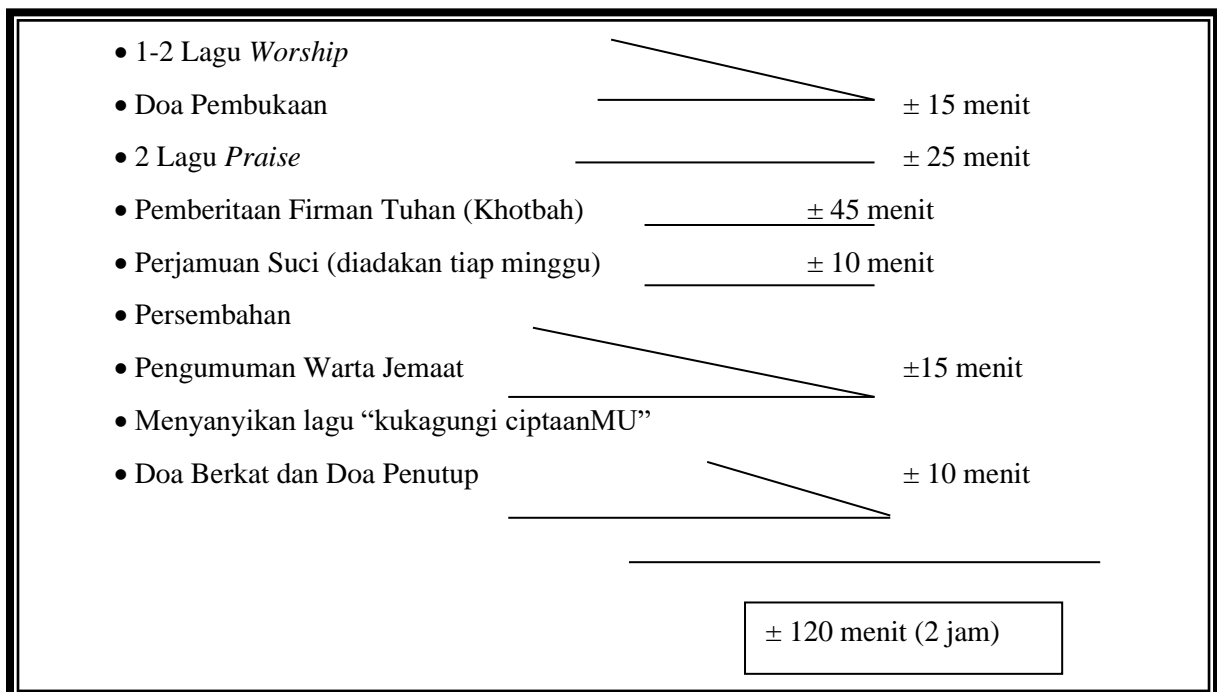 • 1-2 Lagu Worship
• Doa Pembukaan ± 15 menit
• 2 Lagu Praise ± 25 menit
• Pemberitaan Firman Tuhan (Khotbah) ± 45 menit
• Perjamuan Suci (diadakan tiap minggu) ± 10 menit
• Persembahan
• Pengumuman Warta Jemaat ±15 menit
• Menyanyikan lagu “kukagungi ciptaanMU”
• Doa Berkat dan Doa Penutup ± 10 menit
± 120 menit (2 jam)